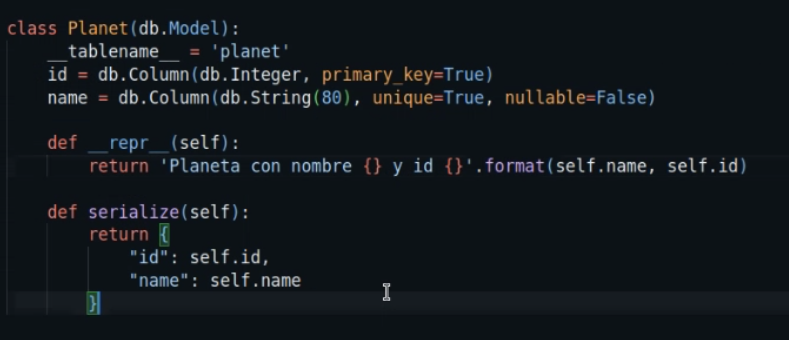 class Planet(db.Model):
    __tablename__ = 'planet'
    id = db.Column(db.Integer, primary_key=True)
    name = db.Column(db.String(80), unique=True, nullable=False)

    def __repr__(self):
        return 'Planeta con nombre {} y id {}'.format(self.name, self.id)

    def serialize(self):
        return {
            "id": self.id,
            "name": self.name
        }